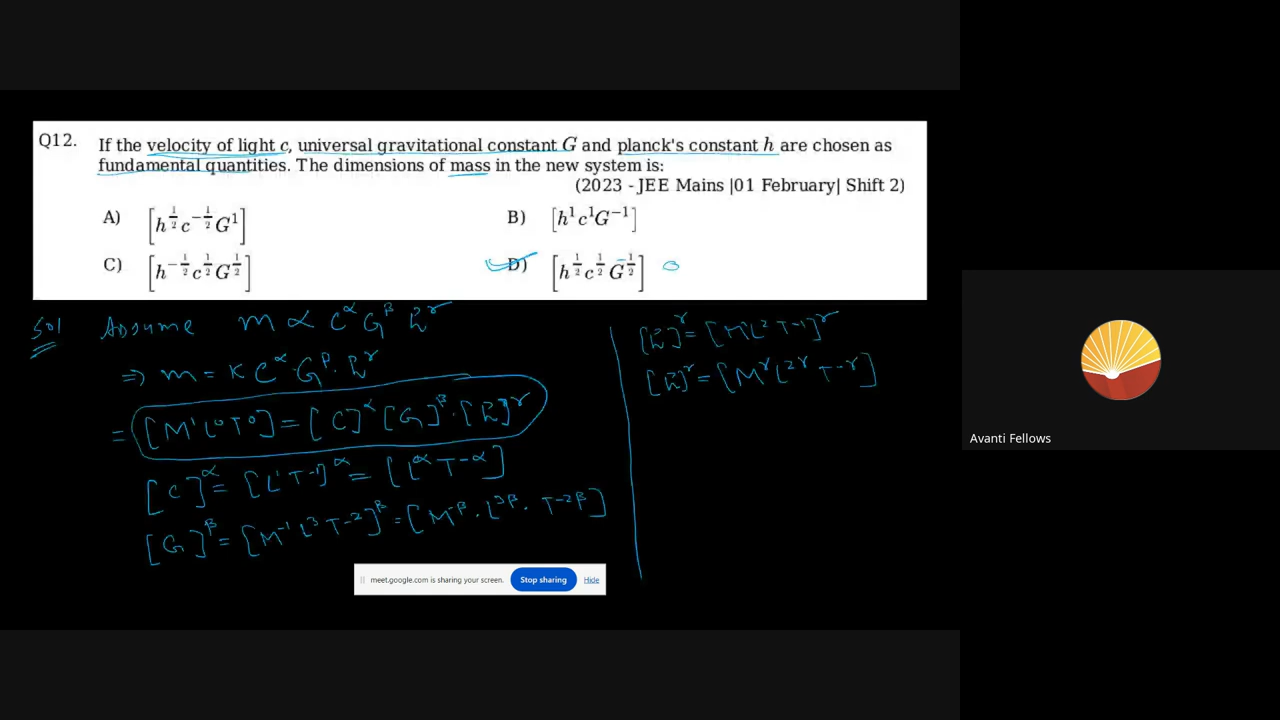 Q12. If the velocity of light c, universal gravitational constant G and planck's constant h are chosen as
fundamental quantities. The dimensions of mass in the new system is:
(2023 - JEE Mains |01 February| Shift 2)
A) [h^{1/2} c^{-1/2} G^1]
B) [h^1 c^1 G^{-1}]
C) [h^{-1/2} c^{1/2} G^{1/2}]
D) [h^{1/2} c^{1/2} G^{-1/2}]
Sol Assume m ∝ C^α G^β h^γ
⇒ m = K C^α · G^β · h^γ
= [M^1 L^0 T^0] = [C]^α [G]^β · [h]^γ
[C]^α = [L^1 T^{-1}]^α = [L^α T^{-α}]
[G]^β = [M^{-1} L^3 T^{-2}]^β = [M^{-β} · L^{3β} · T^{-2β}]
[h]^γ = [M^1 L^2 T^{-1}]^γ
[h]^γ = [M^γ L^{2γ} T^{-γ}]
meet.google.com is sharing your screen. Stop sharing Hide
Avanti Fellows